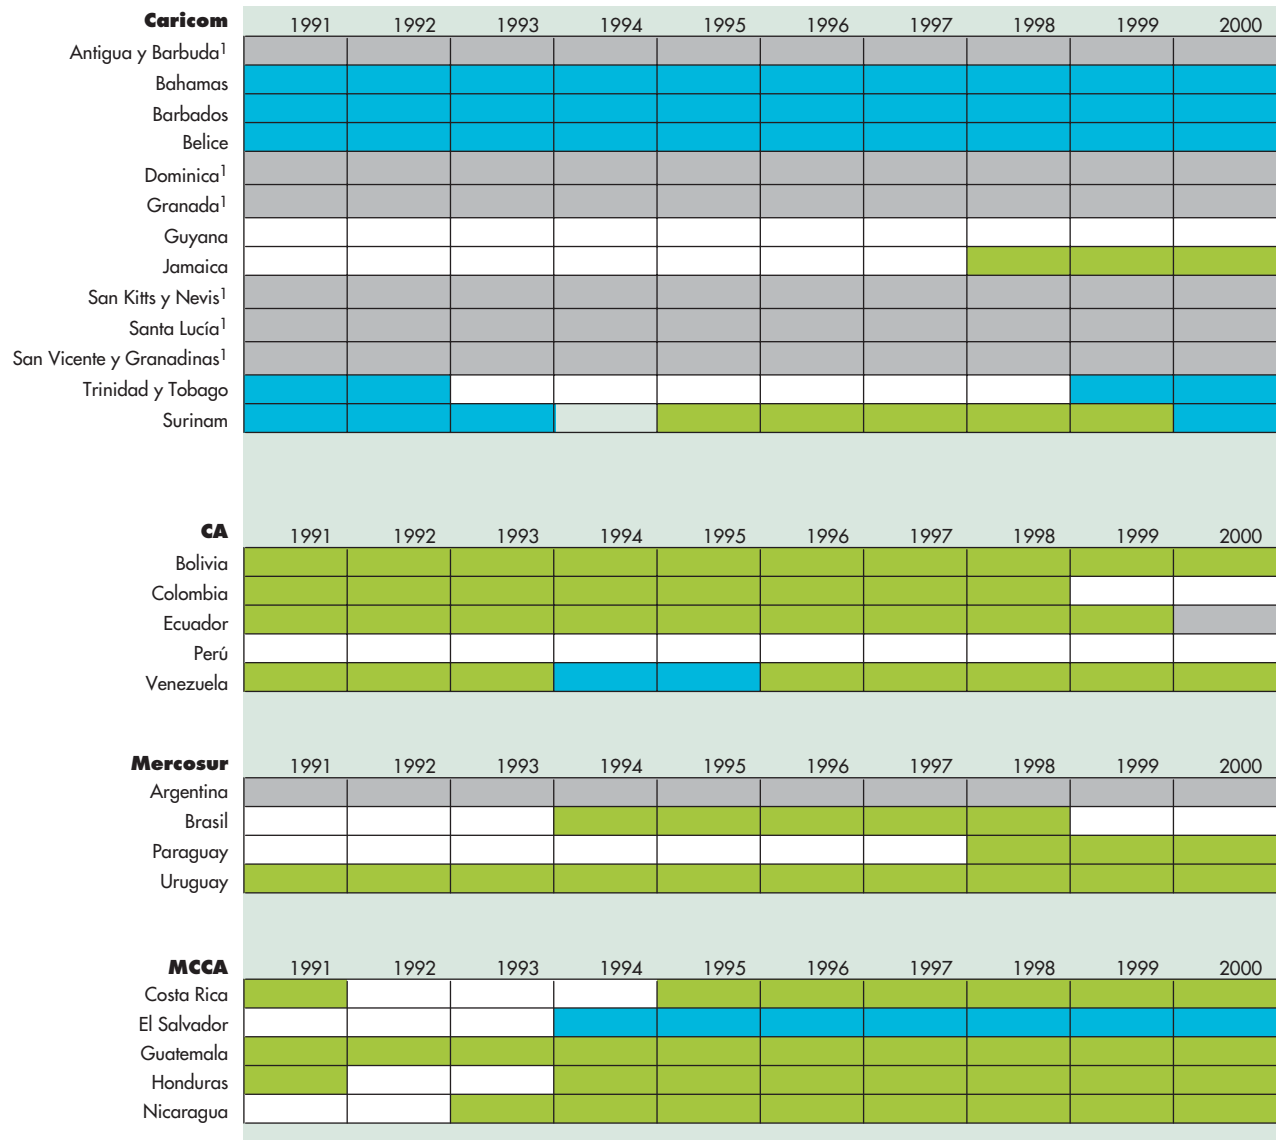 Caricom 1991 1992 1993 1994 1995 1996 1997 1998 1999 2000
Antigua y Barbuda1
Bahamas
Barbados
Belice
Dominica1
Granada1
Guyana
Jamaica
San Kitts y Nevis1
Santa Lucía1
San Vicente y Granadinas1
Trinidad y Tobago
Surinam
CA 1991 1992 1993 1994 1995 1996 1997 1998 1999 2000
Bolivia
Colombia
Ecuador
Perú
Venezuela
Mercosur 1991 1992 1993 1994 1995 1996 1997 1998 1999 2000
Argentina
Brasil
Paraguay
Uruguay
MCCA 1991 1992 1993 1994 1995 1996 1997 1998 1999 2000
Costa Rica
El Salvador
Guatemala
Honduras
Nicaragua